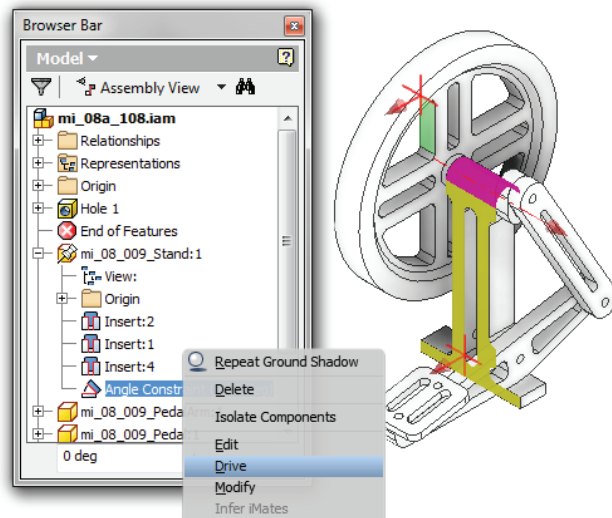 Browser Bar
Model
Assembly View
mi_08a_108.iam
Relationships
Representations
Origin
Hole 1
End of Features
mi_08_009_Stand:1
View:
Origin
Insert:2
Insert:1
Insert:4
Angle Constr
mi_08_009_Peda
mi_08_009_Peda
0 deg
Repeat Ground Shadow
Delete
Isolate Components
Edit
Drive
Modify
Infer iMates